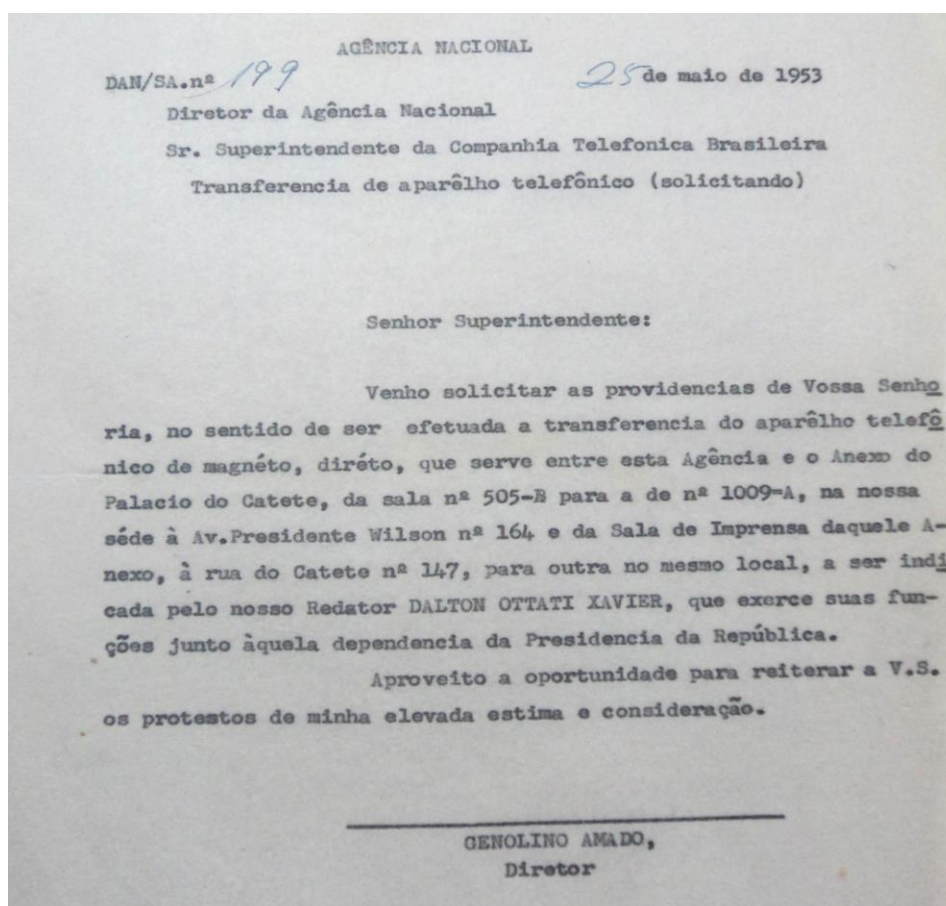 AGÊNCIA NACIONAL
DAN/SA.nº 199 25 de maio de 1953
Diretor da Agência Nacional
Sr. Superintendente da Companhia Telefonica Brasileira
Transferencia de aparêlho telefônico (solicitando)
Senhor Superintendente:
Venho solicitar as providencias de Vossa Senho
ria, no sentido de ser efetuada a transferencia do aparêlho telefô
nico de magnéto, diréto, que serve entre esta Agência e o Anexo do
Palacio do Catete, da sala nº 505-B para a de nº 1009-A, na nossa
séde à Av.Presidente Wilson nº 164 e da Sala de Imprensa daquele A-
nexo, à rua do Catete nº 147, para outra no mesmo local, a ser indi
cada pelo nosso Redator DALTON OTTATI XAVIER, que exerce suas fun-
ções junto àquela dependencia da Presidencia da República.
Aproveito a oportunidade para reiterar a V.S.
os protestos de minha elevada estima e consideração.
GENOLINO AMADO,
Diretor